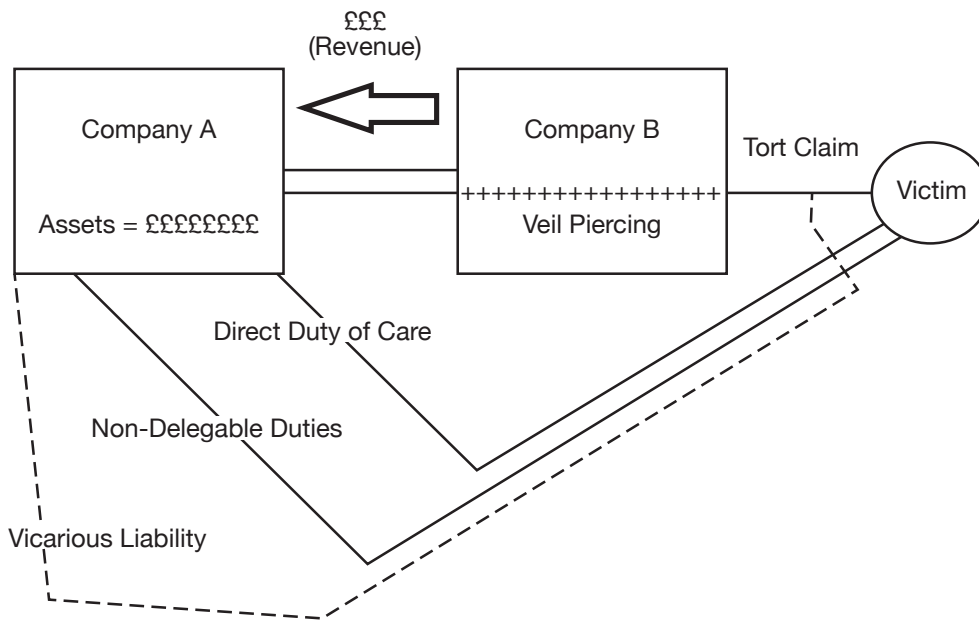 £££
(Revenue)
Company A
Company B
Tort Claim
Victim
++++++++++++++++++
Assets = ££££££££
Veil Piercing
Direct Duty of Care
Non-Delegable Duties
Vicarious Liability